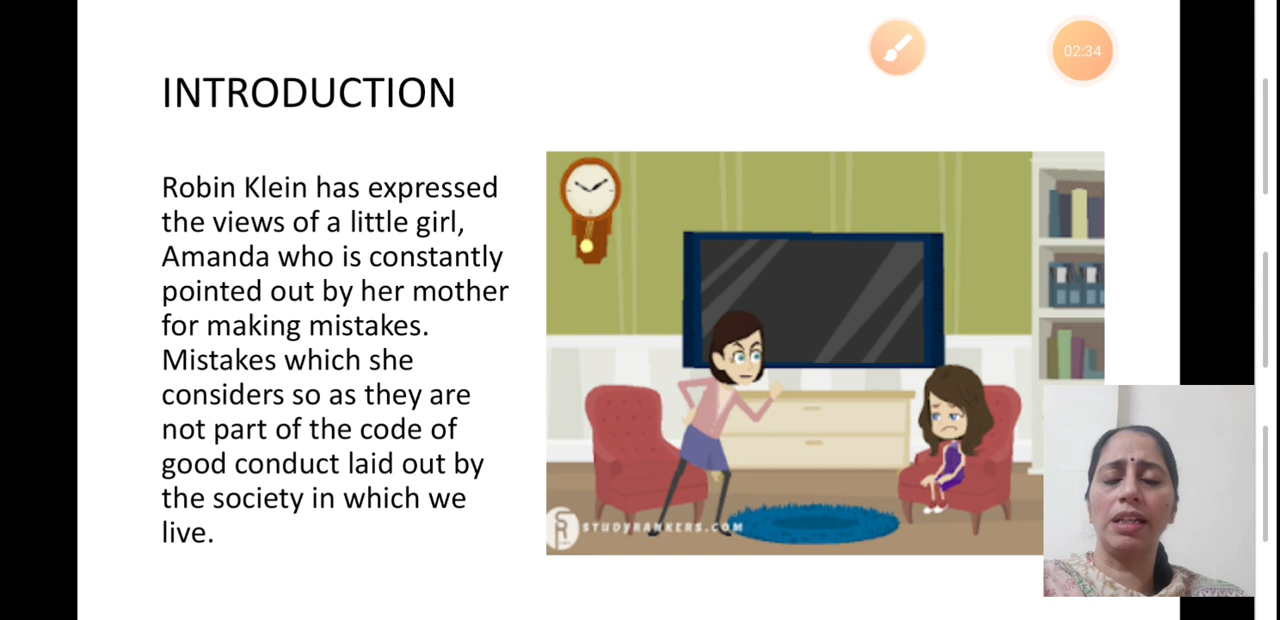 INTRODUCTION
02:34
Robin Klein has expressed
the views of a little girl,
Amanda who is constantly
pointed out by her mother
for making mistakes.
Mistakes which she
considers so as they are
not part of the code of
good conduct laid out by
the society in which we
live.
STUDYRANKERS.COM